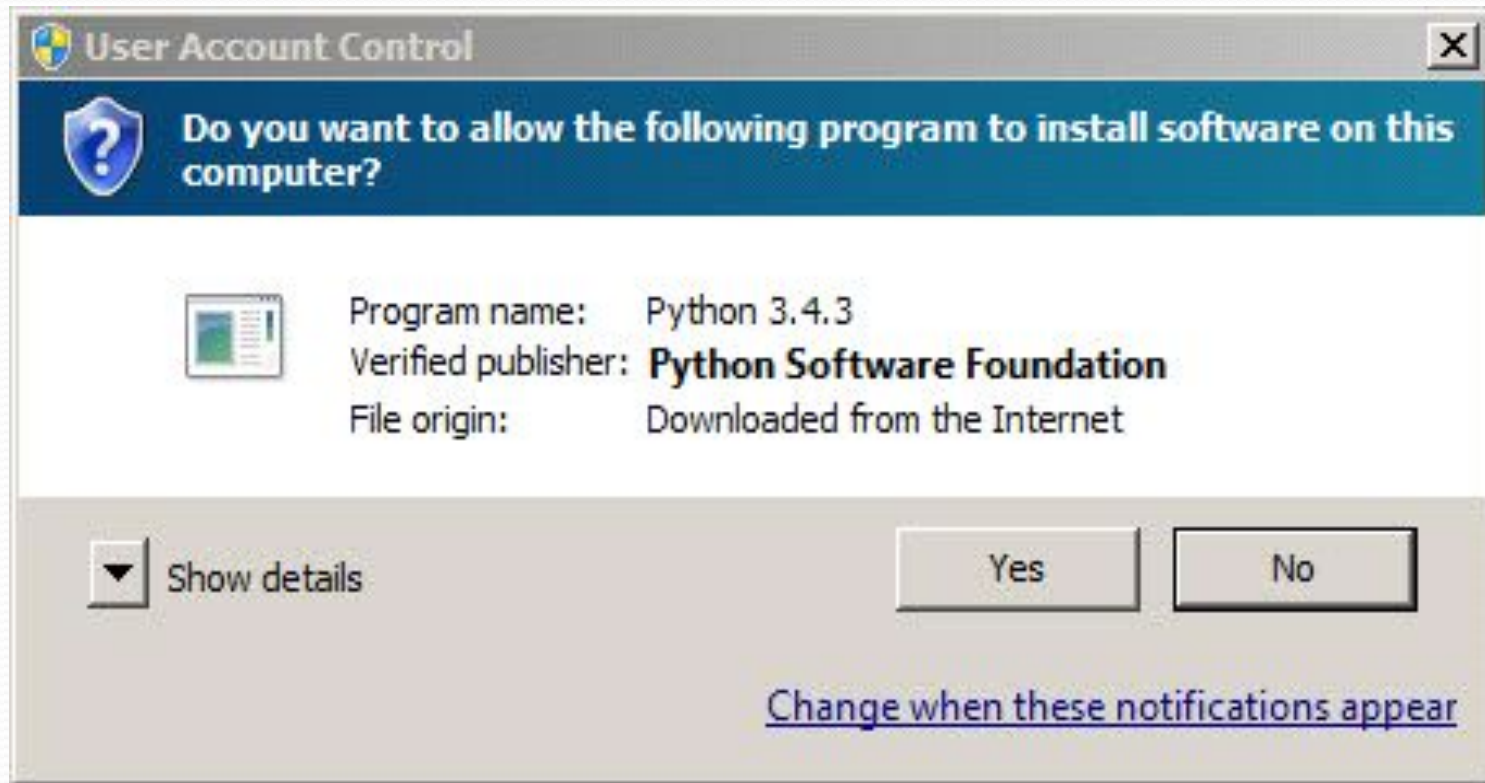 User Account Control
Do you want to allow the following program to install software on this
computer?
Program name: Python 3.4.3
Verified publisher: Python Software Foundation
File origin: Downloaded from the Internet
Show details Yes No
Change when these notifications appear